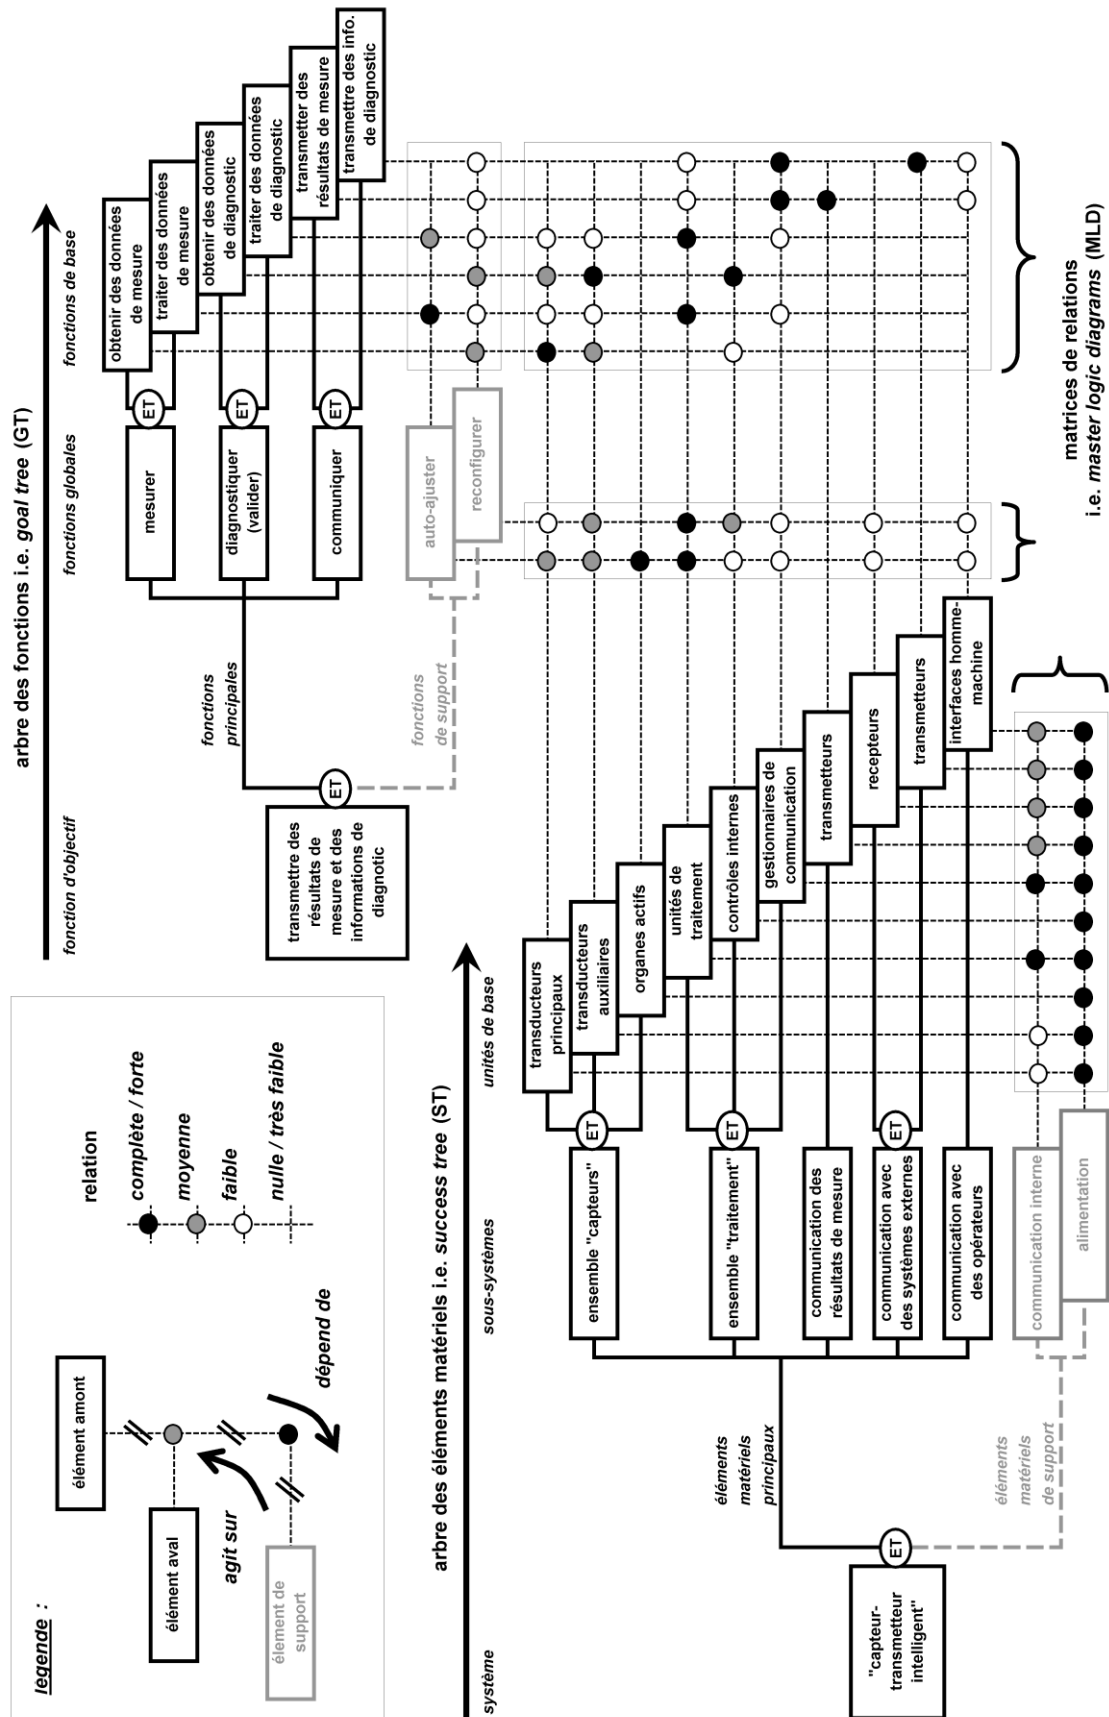 arbre des fonctions i.e. goal tree (GT)
fonction d'objectif
fonctions globales
fonctions de base
transmettre des
résultats de
mesure et des
informations de
diagnotic
ET
fonctions
principales
fonctions
de support
mesurer
diagnostiquer
(valider)
communiquer
auto-ajuster
reconfigurer
ET
ET
ET
obtenir des données
de mesure
traiter des données
de mesure
obtenir des données
de diagnostic
traiter des données
de diagnostic
transmetter des
résultats de mesure
transmettre des info.
de diagnostic
legende :
élément amont
élément aval
élement de
support
agit sur
dépend de
relation
complète / forte
moyenne
faible
nulle / très faible
arbre des éléments matériels i.e. success tree (ST)
système
sous-systèmes
unités de base
"capteur-
transmetteur
intelligent"
ET
éléments
matériels
principaux
éléments
matériels
de support
ensemble "capteurs"
ensemble "traitement"
communication des
résultats de mesure
communication avec
des systèmes externes
communication avec
des opérateurs
communication interne
alimentation
ET
ET
ET
transducteurs
principaux
transducteurs
auxiliaires
organes actifs
unités de
traitement
contrôles internes
gestionnaires de
communication
transmetteurs
recepteurs
transmetteurs
interfaces homme-
machine
matrices de relations
i.e. master logic diagrams (MLD)